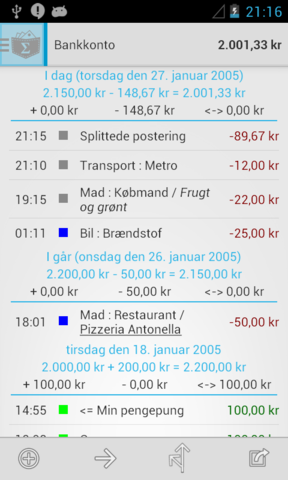 21:16
Bankkonto 2.001,33 kr
I dag (torsdag den 27. januar 2005)
2.150,00 kr - 148,67 kr = 2.001,33 kr
+ 0,00 kr - 148,67 kr <-> 0,00 kr
21:15 Splittede postering -89,67 kr
21:10 Transport : Metro -12,00 kr
19:15 Mad : Købmand / Frugt og grønt -22,00 kr
01:11 Bil : Brændstof -25,00 kr
I går (onsdag den 26. januar 2005)
2.200,00 kr - 50,00 kr = 2.150,00 kr
+ 0,00 kr - 50,00 kr <-> 0,00 kr
18:01 Mad : Restaurant / Pizzeria Antonella -50,00 kr
tirsdag den 18. januar 2005
2.000,00 kr + 200,00 kr = 2.200,00 kr
+ 100,00 kr - 0,00 kr <-> 100,00 kr
14:55 <= Min pengepung 100,00 kr